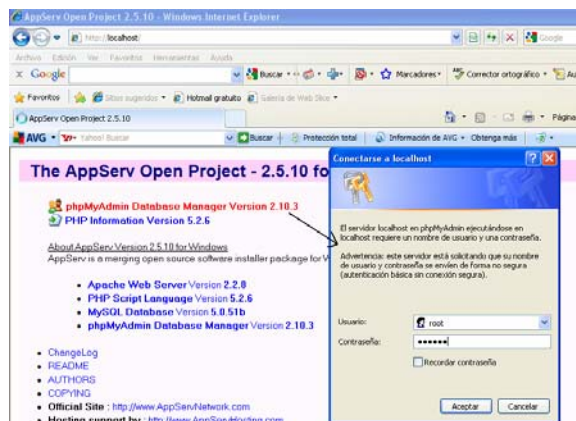 AppServ Open Project 2.5.10 - Windows Internet Explorer
http://localhost/
Google
Archivo Edición Ver Favoritos Herramientas Ayuda
x Google
Buscar
Marcadores
Corrector ortográfico
Favoritos
Sitios sugeridos
Hotmail gratuito
Galería de Web Slice
AppServ Open Project 2.5.10
Página
AVG
Yahoo! Buscar
Buscar
Protección total
Información de AVG
Obtenga más
The AppServ Open Project - 2.5.10 fo
phpMyAdmin Database Manager Version 2.10.3
PHP Information Version 5.2.6
About AppServ Version 2.5.10 for Windows
AppServ is a merging open source software installer package for W
Apache Web Server Version 2.2.8
PHP Script Language Version 5.2.6
MySQL Database Version 5.0.51b
phpMyAdmin Database Manager Version 2.10.3
ChangeLog
README
AUTHORS
COPYING
Official Site : http://www.AppServNetwork.com
Hosting support by : http://www.AppServHosting.com
Conectarse a localhost
El servidor localhost en phpMyAdmin ejecutándose en
localhost requiere un nombre de usuario y una contraseña.
Advertencia: este servidor está solicitando que su nombre
de usuario y contraseña se envíen de forma no segura
(autenticación básica sin conexión segura).
Usuario:
root
Contraseña:
••••••
Recordar contraseña
Aceptar
Cancelar